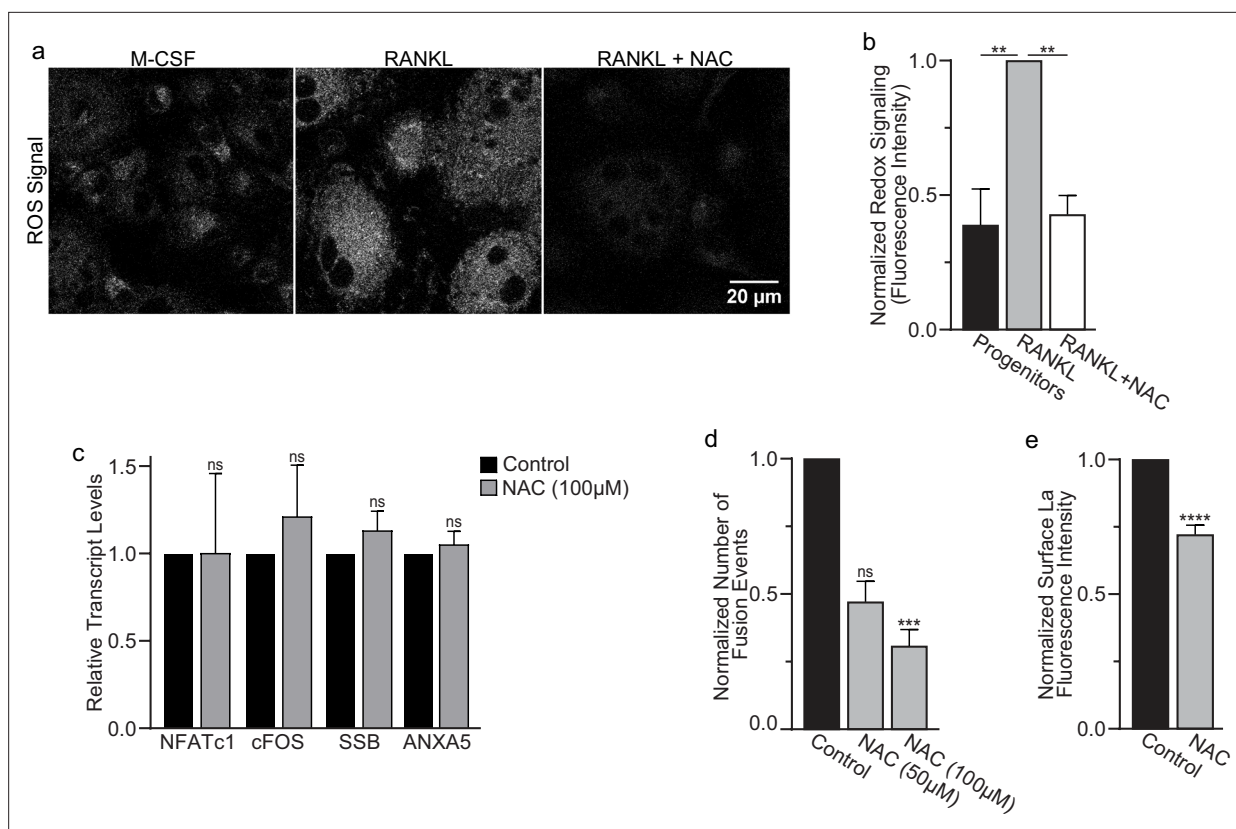 a
M-CSF
RANKL
RANKL + NAC
ROS Signal
20 µm
b
**
**
Normalized Redox Signaling
(Fluorescence Intensity)
1.0
0.5
0.0
Progenitors
RANKL
RANKL+NAC
c
Relative Transcript Levels
1.5
1.0
1.0
0.0
ns
ns
ns
ns
Control
NAC (100µM)
NFATc1
cFOS
SSB
ANXA5
d
Normalized Number of
Fusion Events
1.0
0.5
0.0
ns
***
Control
NAC (50µM)
NAC (100µM)
e
Normalized Surface La
Fluorescence Intensity
1.0
0.5
0.0
****
Control
NAC